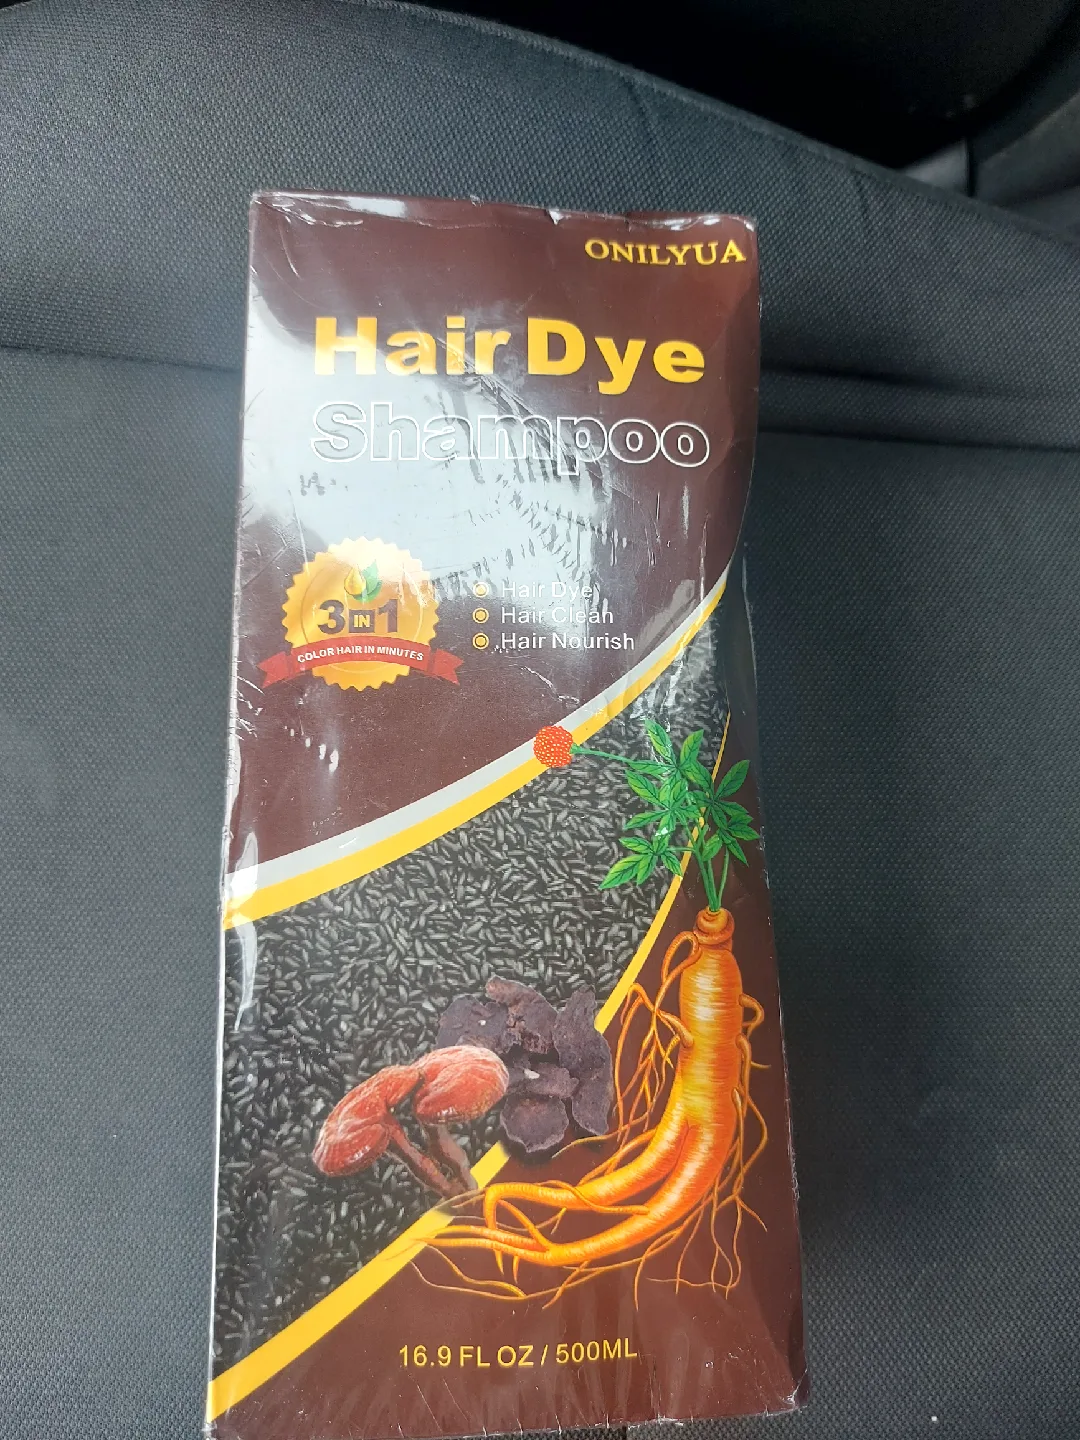 ONILYUA
Hair Dye
Shampoo
3 IN 1
COLOR HAIR IN MINUTES
Hair Dye
Hair Clean
Hair Nourish
16.9 FL OZ / 500ML